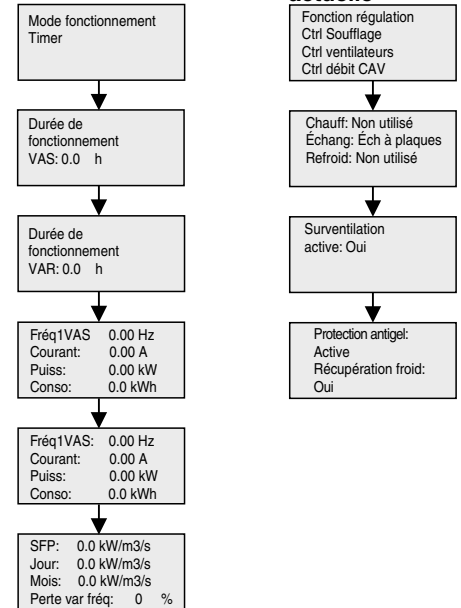 Mode fonctionnement
Timer
Durée de
fonctionnement
VAS: 0.0 h
Durée de
fonctionnement
VAR: 0.0 h
Fréq1VAS 0.00 Hz
Courant: 0.00 A
Puiss: 0.00 kW
Conso: 0.0 kWh
Fréq1VAS: 0.00 Hz
Courant: 0.00 A
Puiss: 0.00 kW
Conso: 0.0 kWh
SFP: 0.0 kW/m3/s
Jour: 0.0 kW/m3/s
Mois: 0.0 kW/m3/s
Perte var fréq: 0 %
Fonction régulation
Ctrl Soufflage
Ctrl ventilateurs
Ctrl débit CAV
Chauff: Non utilisé
Échang: Éch à plaques
Refroid: Non utilisé
Surventilation
active: Oui
Protection antigel:
Active
Récupération froid:
Oui